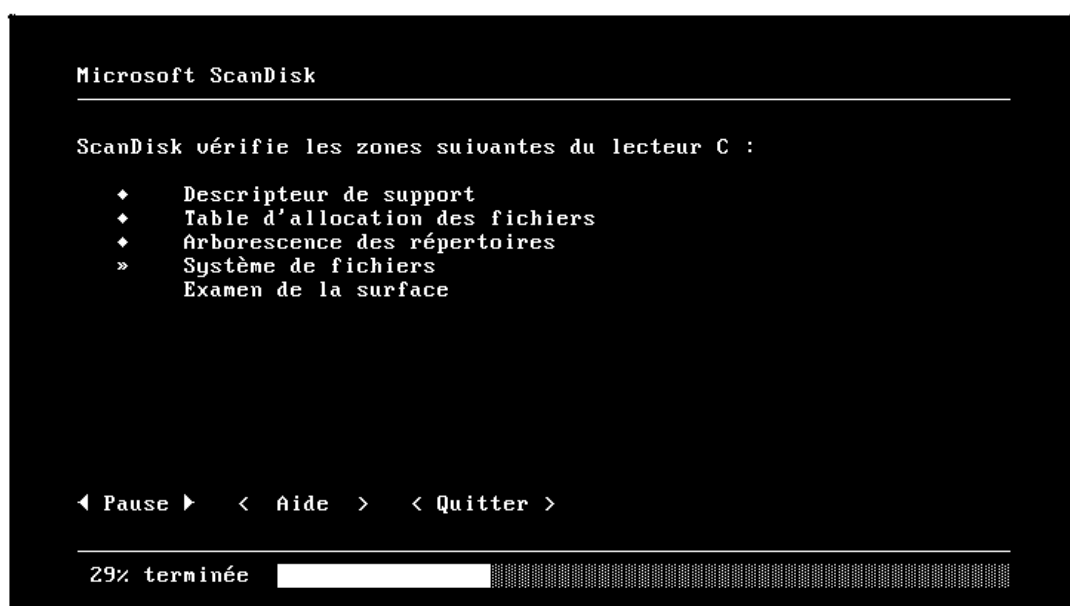 Microsoft ScanDisk
ScanDisk vérifie les zones suivantes du lecteur C :
♦ Descripteur de support
♦ Table d'allocation des fichiers
♦ Arborescence des répertoires
» Système de fichiers
Examen de la surface
◄ Pause ► < Aide > < Quitter >
29% terminée